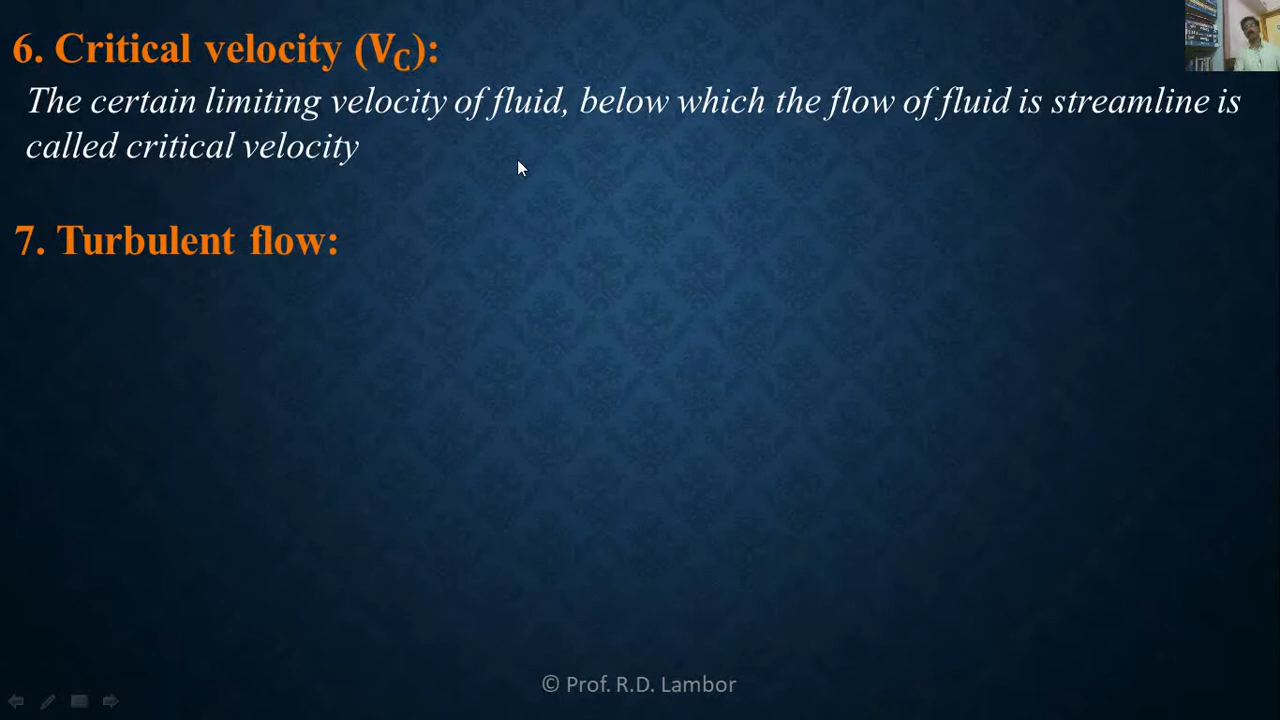 6. Critical velocity (V_C):
The certain limiting velocity of fluid, below which the flow of fluid is streamline is
called critical velocity
7. Turbulent flow:
© Prof. R.D. Lambor